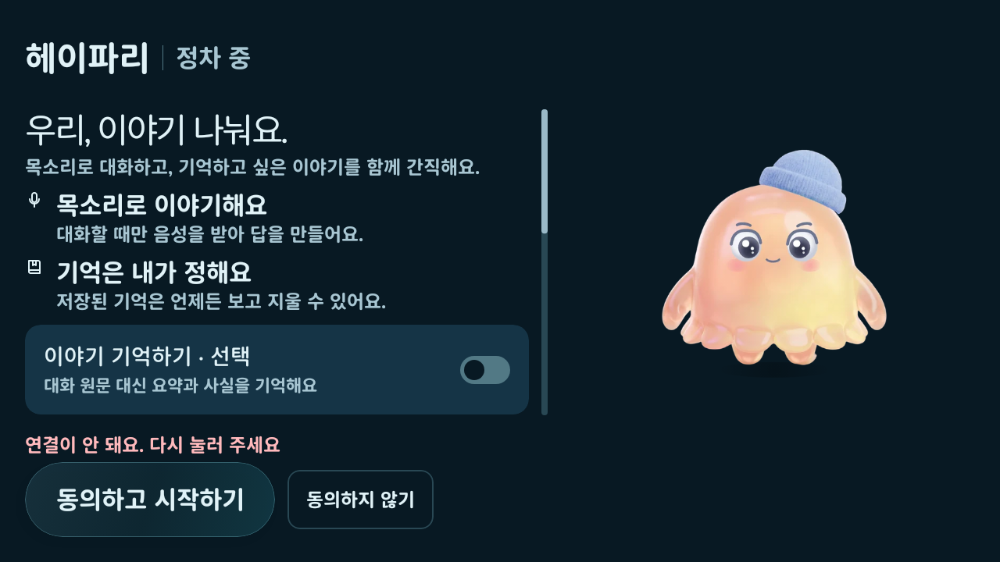 헤이파리
정차 중
우리, 이야기 나눠요.
목소리로 대화하고, 기억하고 싶은 이야기를 함께 간직해요.
목소리로 이야기해요
대화할 때만 음성을 받아 답을 만들어요.
기억은 내가 정해요
저장된 기억은 언제든 보고 지울 수 있어요.
이야기 기억하기 · 선택
대화 원문 대신 요약과 사실을 기억해요
연결이 안 돼요. 다시 눌러 주세요
동의하고 시작하기
동의하지 않기